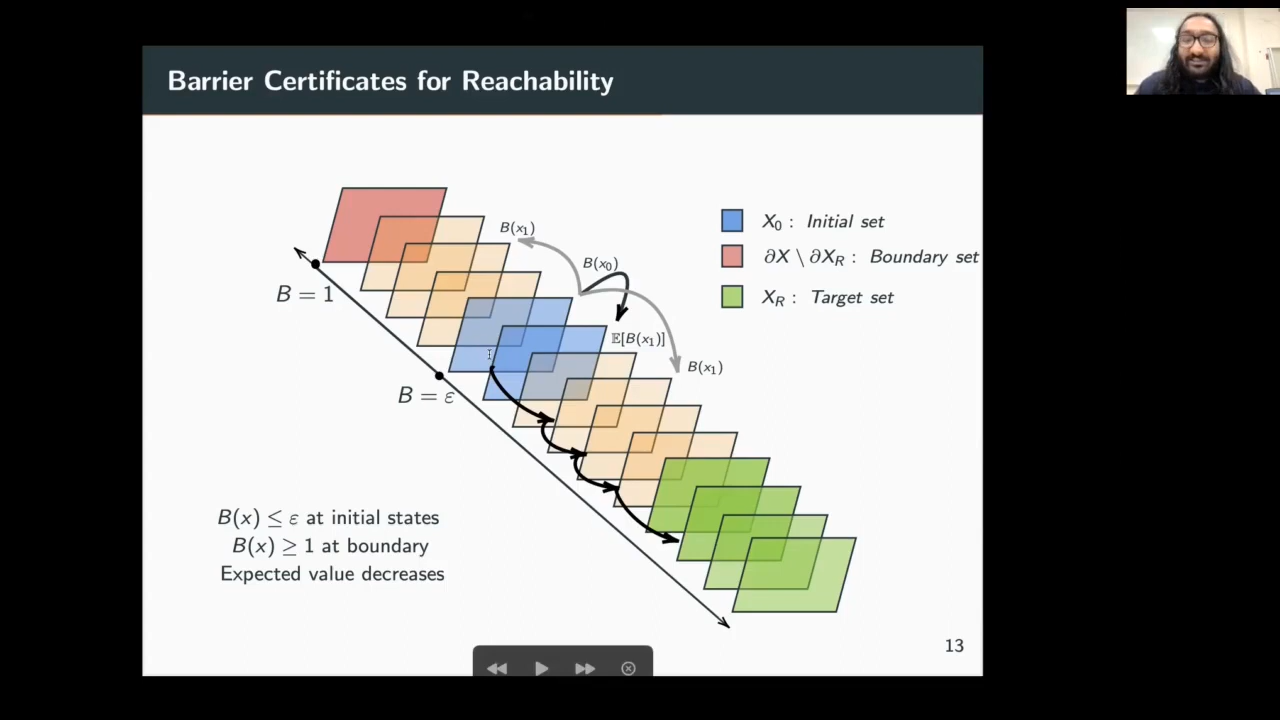 Barrier Certificates for Reachability
B(x₁)
B(x₀)
X₀ : Initial set
∂X \ ∂X_R : Boundary set
X_R : Target set
B = 1
𝔼[B(x₁)]
B(x₁)
B = ε
B(x) ≤ ε at initial states
B(x) ≥ 1 at boundary
Expected value decreases
13